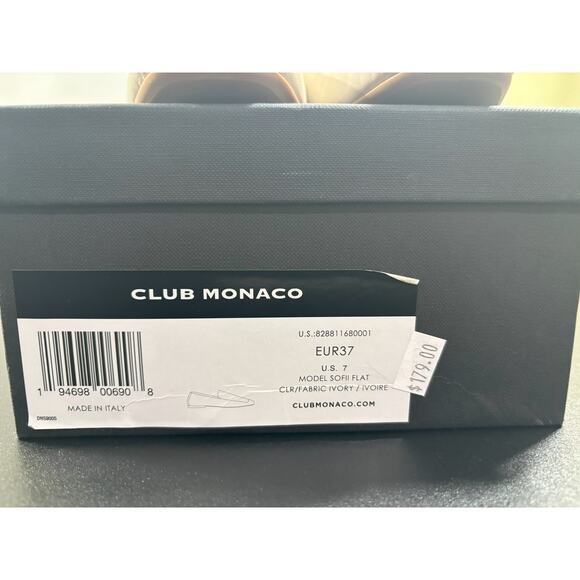 CLUB MONACO
U.S.:828811680001
EUR37
U.S. 7
MODEL SOFII FLAT
CLR/FABRIC IVORY / IVOIRE
CLUBMONACO.COM
1 94698 00690 8
MADE IN ITALY
DNS9005
$179.00